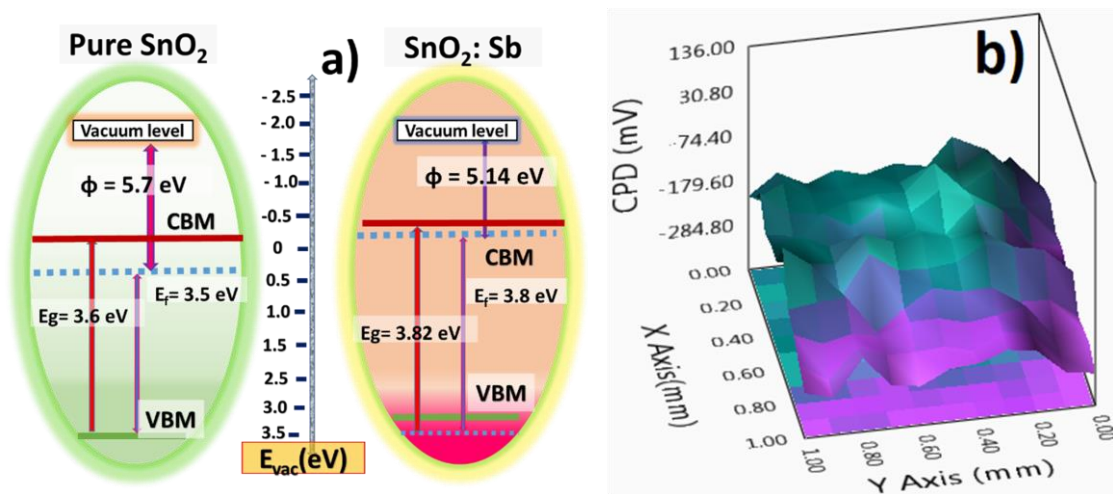 Pure SnO₂
Vacuum level
ϕ = 5.7 eV
CBM
E_f= 3.5 eV
Eg= 3.6 eV
VBM
a)
- 2.5
- 2.0
- 1.5
- 1.0
-0.5
0
0.5
1.0
1.5
2.5
3.0
3.5
E_vac(eV)
SnO₂: Sb
Vacuum level
ϕ = 5.14 eV
CBM
E_f= 3.8 eV
Eg= 3.82 eV
VBM
b)
136.00
30.80
-74.40
-179.60
-284.80
CPD (mV)
0.00
0.20
0.40
0.60
0.80
1.00
X Axis(mm)
1.00
0.80
0.60
0.40
0.20
0.00
Y Axis (mm)